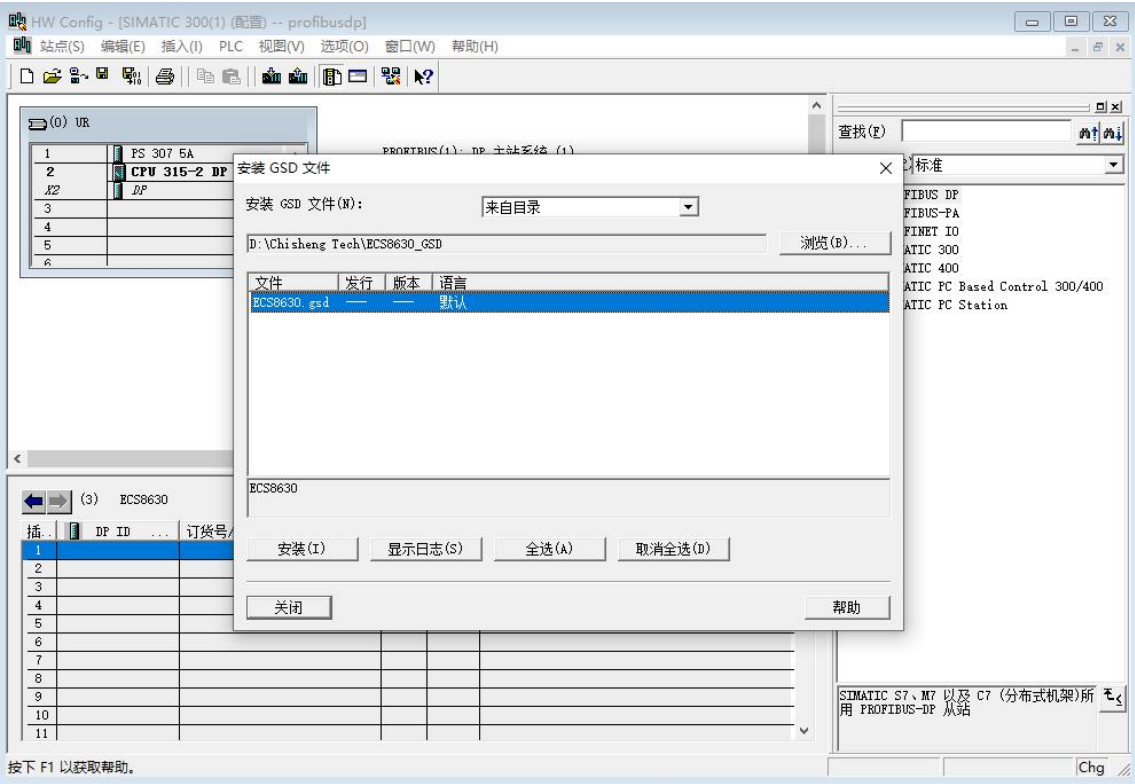 HW Config - [SIMATIC 300(1) (配置) -- profibusdp]
站点(S) 编辑(E) 插入(I) PLC 视图(V) 选项(O) 窗口(W) 帮助(H)
(0) UR
1 PS 307 5A
2 CPU 315-2 DP
X2 DP
3
4
5
6
PROFIBUS(1): DP 主站系统 (1)
查找(F)
标准
FIBUS DP
FIBUS-PA
FINET IO
ATIC 300
ATIC 400
ATIC PC Based Control 300/400
ATIC PC Station
安装 GSD 文件
安装 GSD 文件(N):
来自目录
D:\Chisheng Tech\ECS8630_GSD
浏览(B)...
文件 发行 版本 语言
ECS8630.gsd — — 默认
ECS8630
安装(I) 显示日志(S) 全选(A) 取消全选(D)
关闭 帮助
(3) ECS8630
插.. DP ID ... 订货号/
1
2
3
4
5
6
7
8
9
10
11
SIMATIC S7、M7 以及 C7 (分布式机架)所
用 PROFIBUS-DP 从站
按下 F1 以获取帮助。
Chg